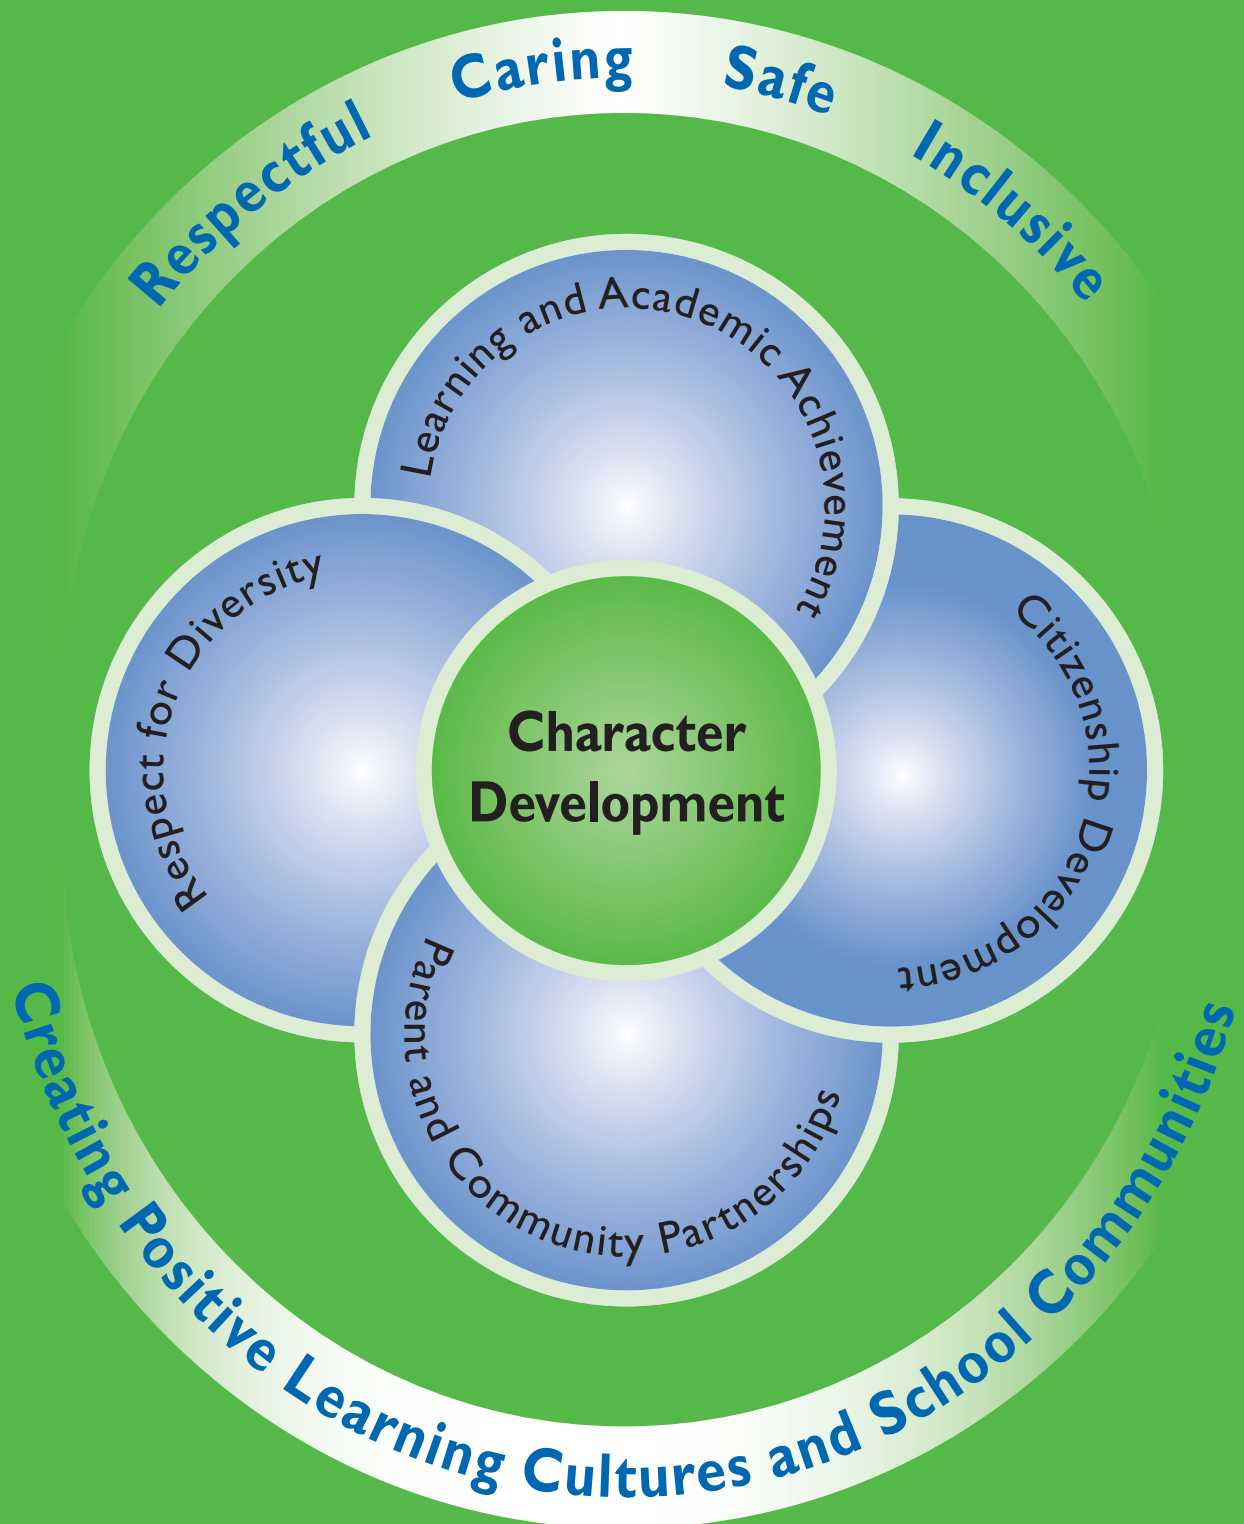 Respectful Caring Safe Inclusive
Learning and Academic Achievement
Respect for Diversity
Citizenship Development
Character
Development
Parent and Community Partnerships
Creating Positive Learning Cultures and School Communities